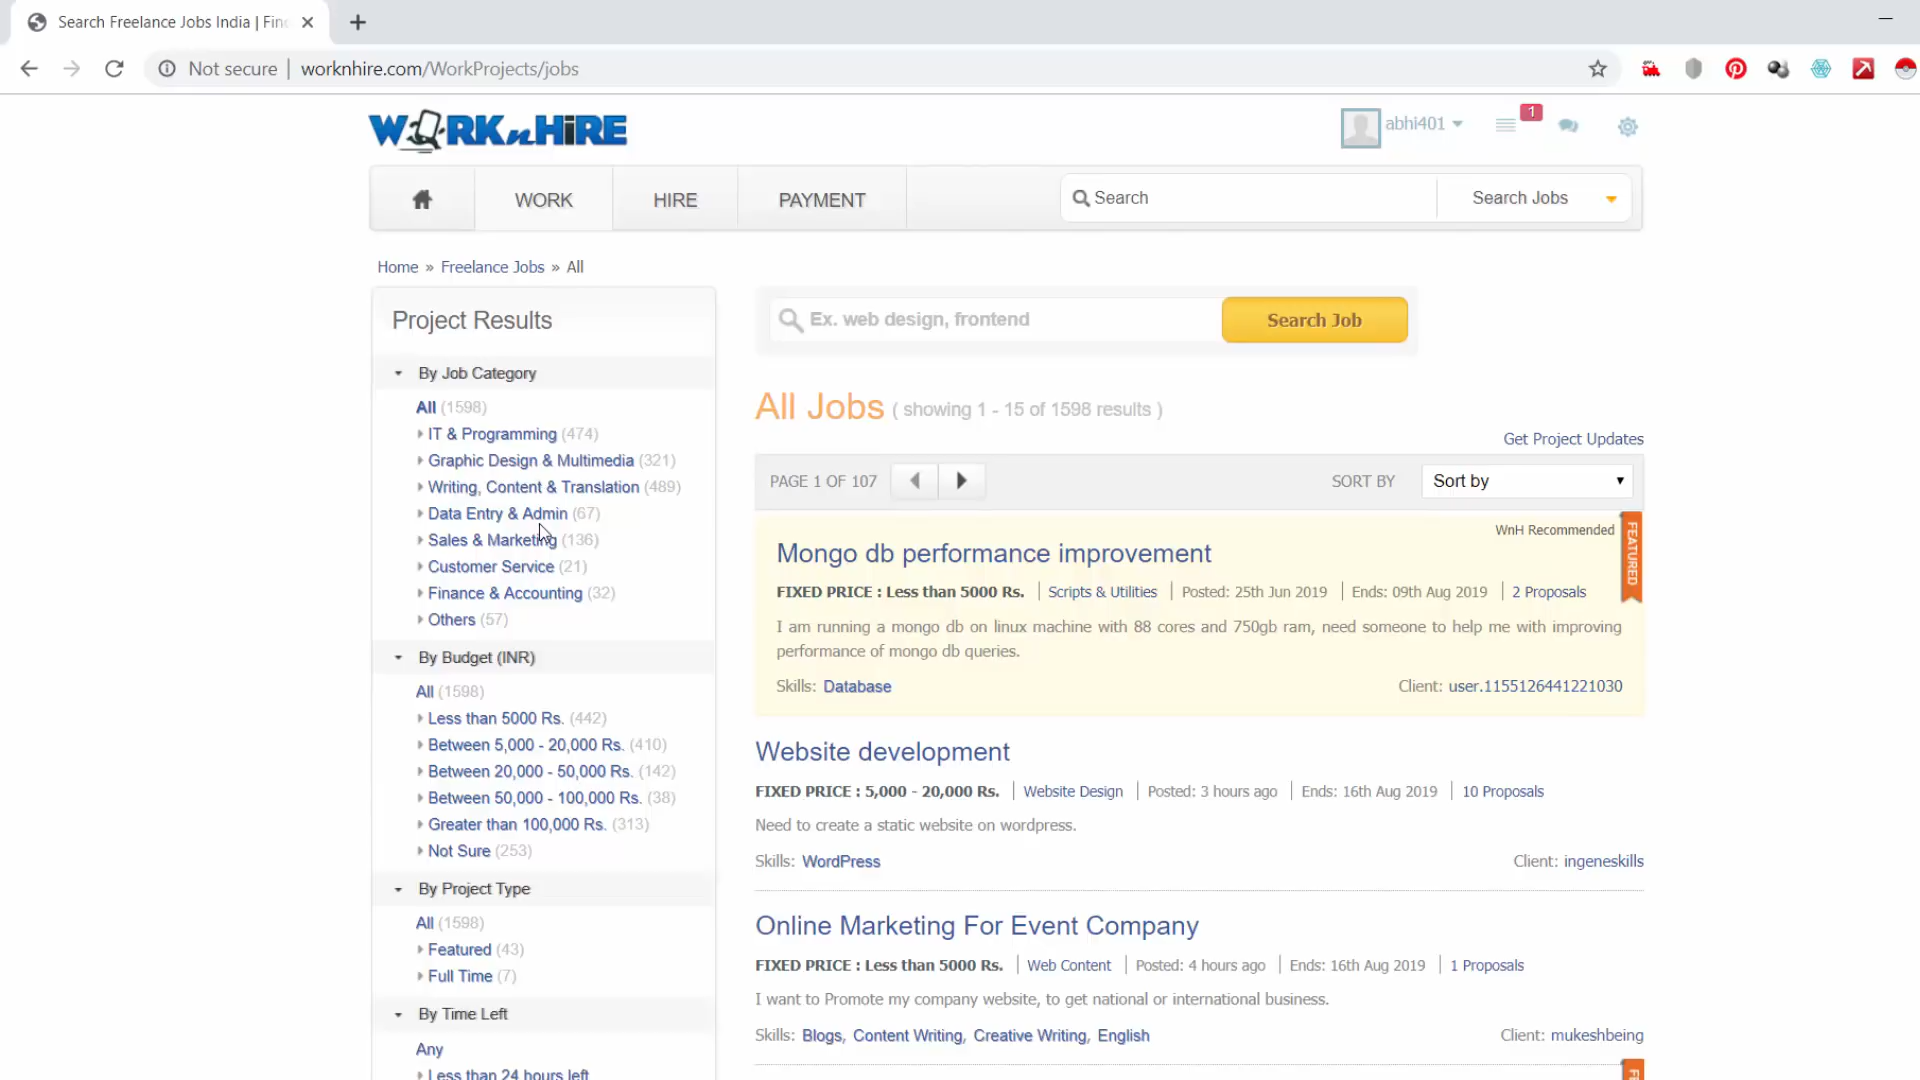 Search Freelance Jobs India | Fin
Not secure | worknhire.com/WorkProjects/jobs
WORKnHIRE
abhi401
1
WORK
HIRE
PAYMENT
Search
Search Jobs
Home » Freelance Jobs » All
Project Results
By Job Category
All (1598)
IT & Programming (474)
Graphic Design & Multimedia (321)
Writing, Content & Translation (489)
Data Entry & Admin (67)
Sales & Marketing (136)
Customer Service (21)
Finance & Accounting (32)
Others (57)
By Budget (INR)
All (1598)
Less than 5000 Rs. (442)
Between 5,000 - 20,000 Rs. (410)
Between 20,000 - 50,000 Rs. (142)
Between 50,000 - 100,000 Rs. (38)
Greater than 100,000 Rs. (313)
Not Sure (253)
By Project Type
All (1598)
Featured (43)
Full Time (7)
By Time Left
Any
Less than 24 hours left
Ex. web design, frontend
Search Job
All Jobs ( showing 1 - 15 of 1598 results )
Get Project Updates
PAGE 1 OF 107
SORT BY
Sort by
WnH Recommended
FEATURED
Mongo db performance improvement
FIXED PRICE : Less than 5000 Rs. | Scripts & Utilities | Posted: 25th Jun 2019 | Ends: 09th Aug 2019 | 2 Proposals
I am running a mongo db on linux machine with 88 cores and 750gb ram, need someone to help me with improving
performance of mongo db queries.
Skills: Database
Client: user.1155126441221030
Website development
FIXED PRICE : 5,000 - 20,000 Rs. | Website Design | Posted: 3 hours ago | Ends: 16th Aug 2019 | 10 Proposals
Need to create a static website on wordpress.
Skills: WordPress
Client: ingeneskills
Online Marketing For Event Company
FIXED PRICE : Less than 5000 Rs. | Web Content | Posted: 4 hours ago | Ends: 16th Aug 2019 | 1 Proposals
I want to Promote my company website, to get national or international business.
Skills: Blogs, Content Writing, Creative Writing, English
Client: mukeshbeing